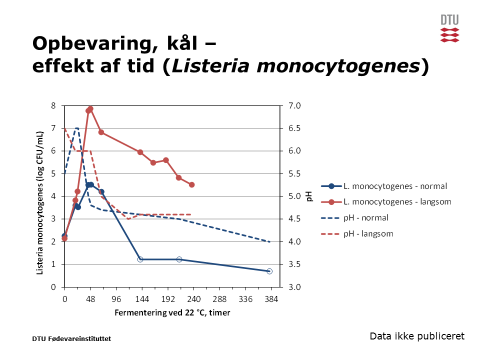 DTU
Opbevaring, kål –
effekt af tid (Listeria monocytogenes)
Listeria monocytogenes (log CFU/mL)
8
7
6
5
4
3
2
1
0
7.0
6.5
6.0
5.5
5.0
4.5
4.0
3.5
3.0
pH
0 48 96 144 192 240 288 336 384
Fermentering ved 22 °C, timer
L. monocytogenes - normal
L. monocytogenes - langsom
pH - normal
pH - langsom
DTU Fødevareinstituttet
Data ikke publiceret